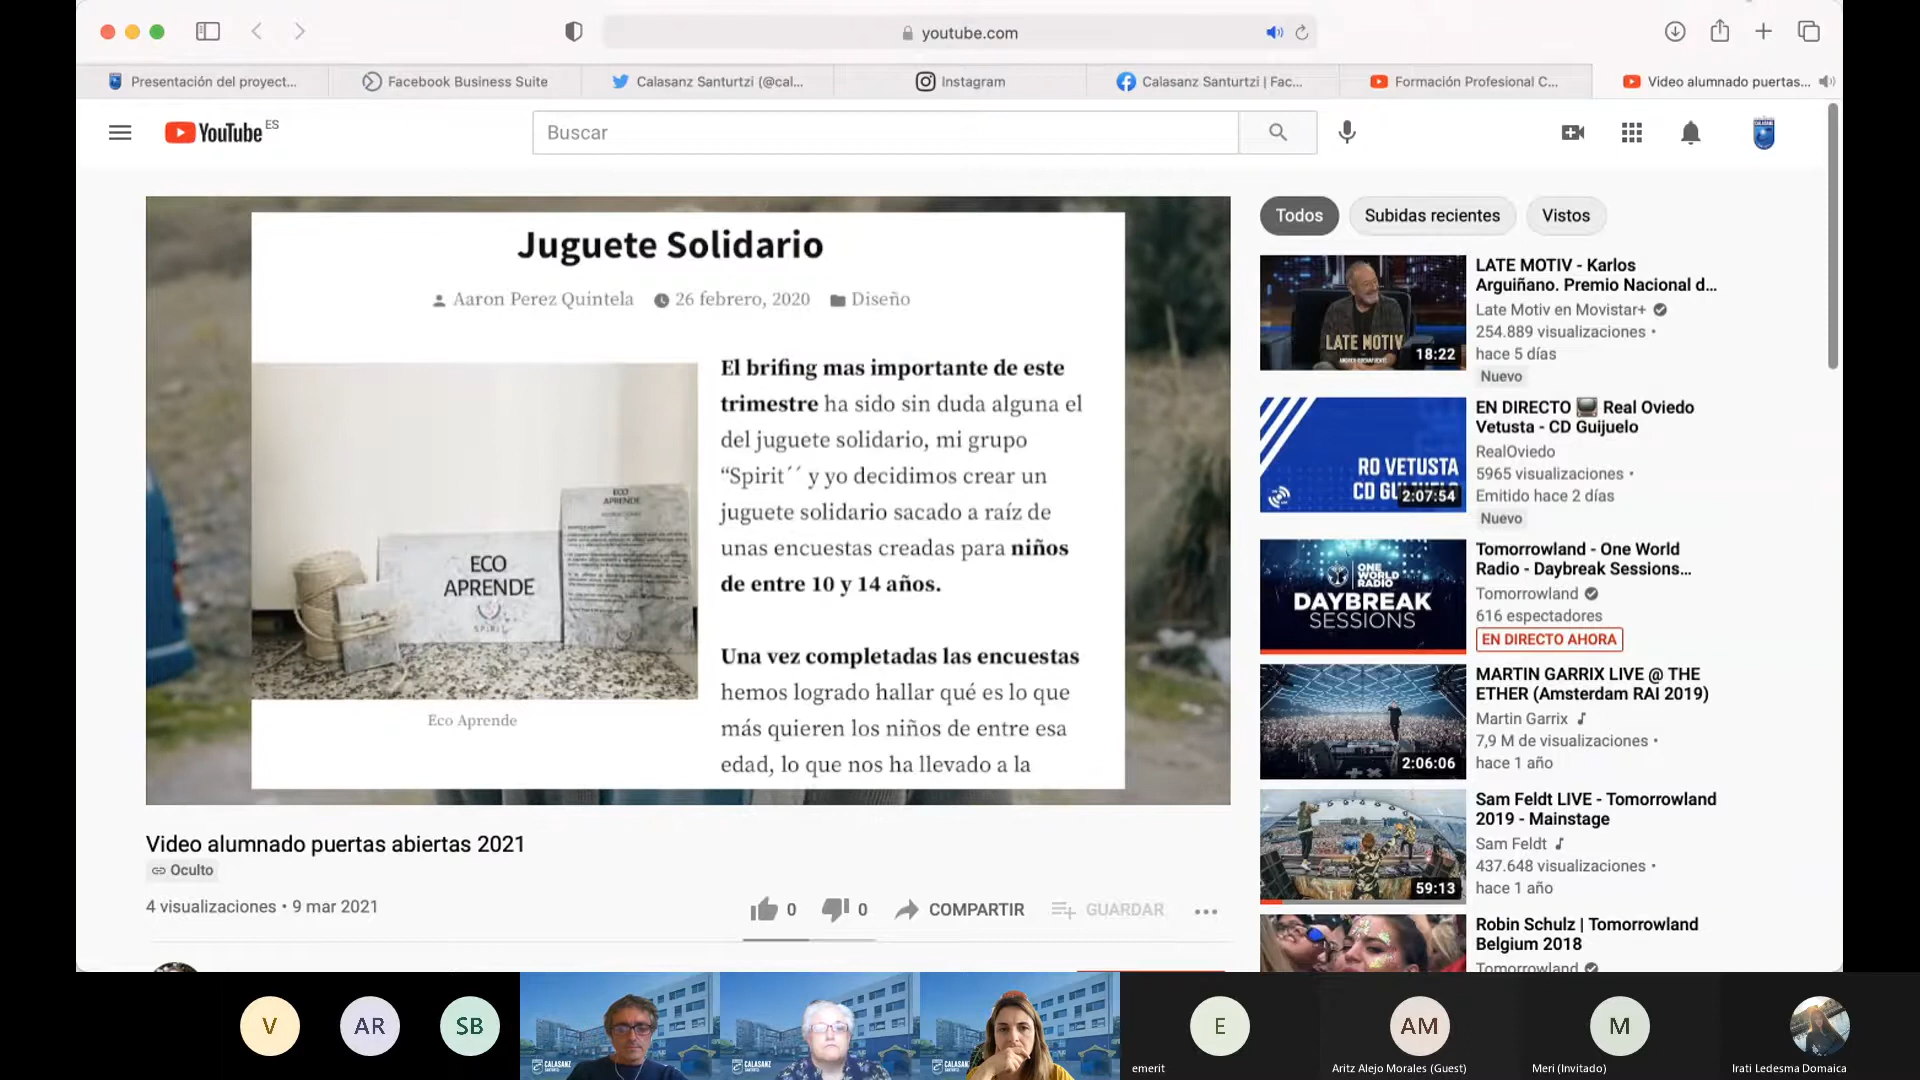 youtube.com
Presentación del proyect...
Facebook Business Suite
Calasanz Santurtzi (@cal...
Instagram
Calasanz Santurtzi | Fac...
Formación Profesional C...
Video alumnado puertas...
YouTube ES
Buscar
Juguete Solidario
Aaron Perez Quintela 26 febrero, 2020 Diseño
El brifing mas importante de este
trimestre ha sido sin duda alguna el
del juguete solidario, mi grupo
“Spirit´´ y yo decidimos crear un
juguete solidario sacado a raíz de
unas encuestas creadas para niños
de entre 10 y 14 años.
Una vez completadas las encuestas
hemos logrado hallar qué es lo que
más quieren los niños de entre esa
edad, lo que nos ha llevado a la
ECO
APRENDE
SPIRIT
ECO
APRENDE
Eco Aprende
Video alumnado puertas abiertas 2021
Oculto
4 visualizaciones • 9 mar 2021
0
0
COMPARTIR
GUARDAR
Todos
Subidas recientes
Vistos
LATE MOTIV
18:22
LATE MOTIV - Karlos
Arguiñano. Premio Nacional d...
Late Motiv en Movistar+
254.889 visualizaciones •
hace 5 días
Nuevo
RO VETUSTA
CD GUIJUELO
2:07:54
EN DIRECTO Real Oviedo
Vetusta - CD Guijuelo
RealOviedo
5965 visualizaciones •
Emitido hace 2 días
Nuevo
ONE WORLD
RADIO
DAYBREAK
SESSIONS
Tomorrowland - One World
Radio - Daybreak Sessions...
Tomorrowland
616 espectadores
EN DIRECTO AHORA
2:06:06
MARTIN GARRIX LIVE @ THE
ETHER (Amsterdam RAI 2019)
Martin Garrix
7,9 M de visualizaciones •
hace 1 año
59:13
Sam Feldt LIVE - Tomorrowland
2019 - Mainstage
Sam Feldt
437.648 visualizaciones •
hace 1 año
Robin Schulz | Tomorrowland
Belgium 2018
Tomorrowland
V
AR
SB
CALASANZ
CALASANZ
CALASANZ
E
emerit
AM
Aritz Alejo Morales (Guest)
M
Meri (Invitado)
Irati Ledesma Domaica